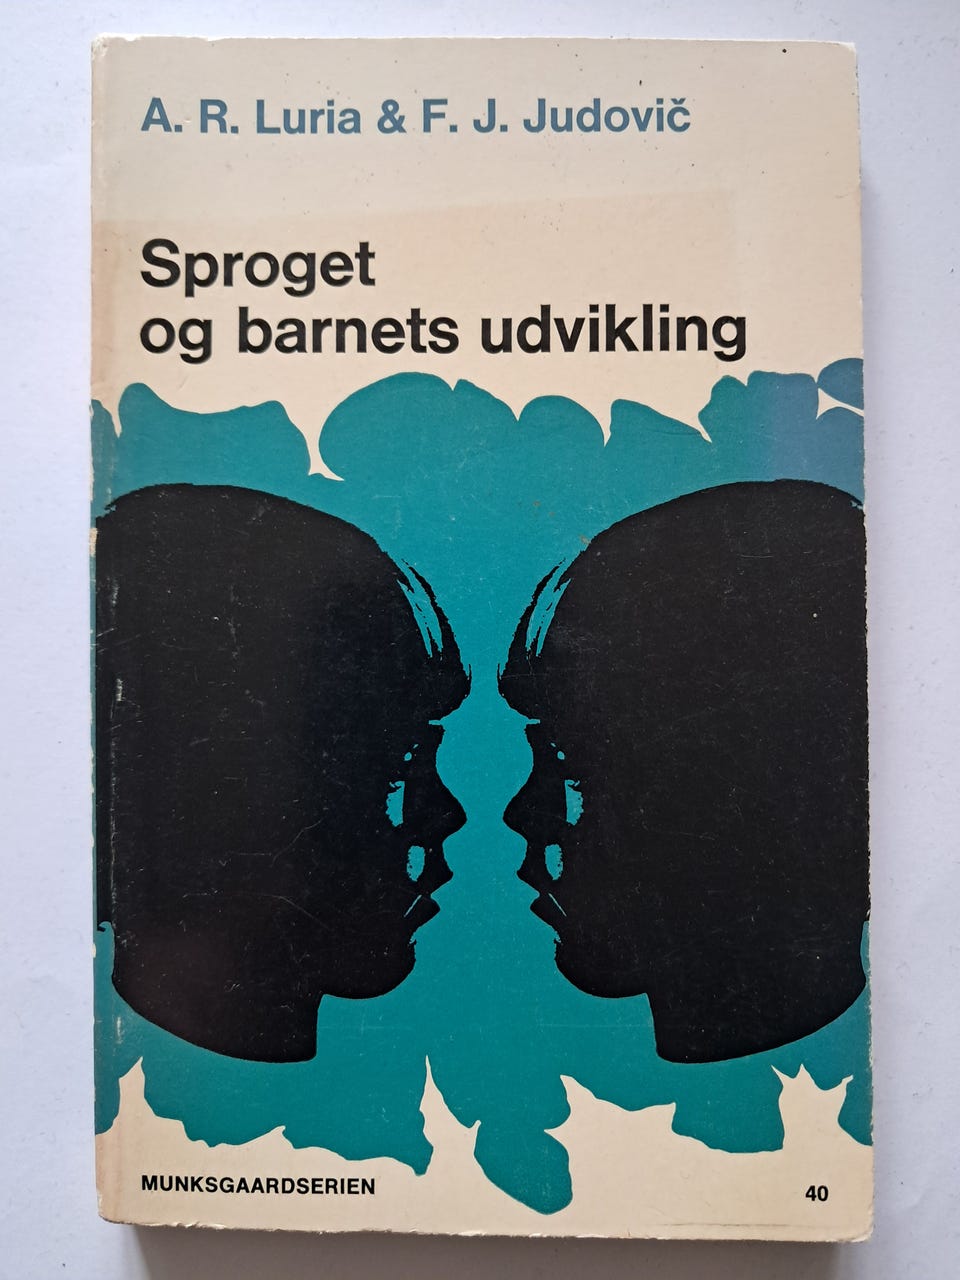 A. R. Luria & F. J. Judovič
Sproget
og barnets udvikling
MUNKSGAARDSERIEN
40